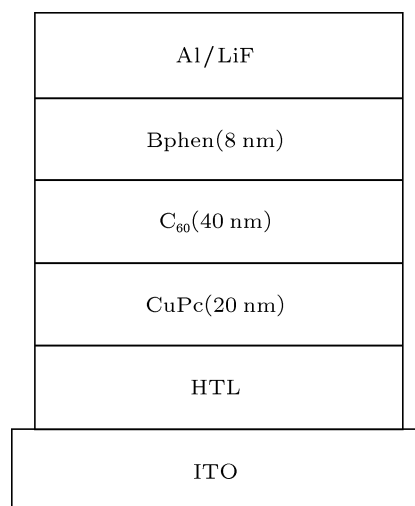 Al/LiF
Bphen(8 nm)
C₆₀(40 nm)
CuPc(20 nm)
HTL
ITO